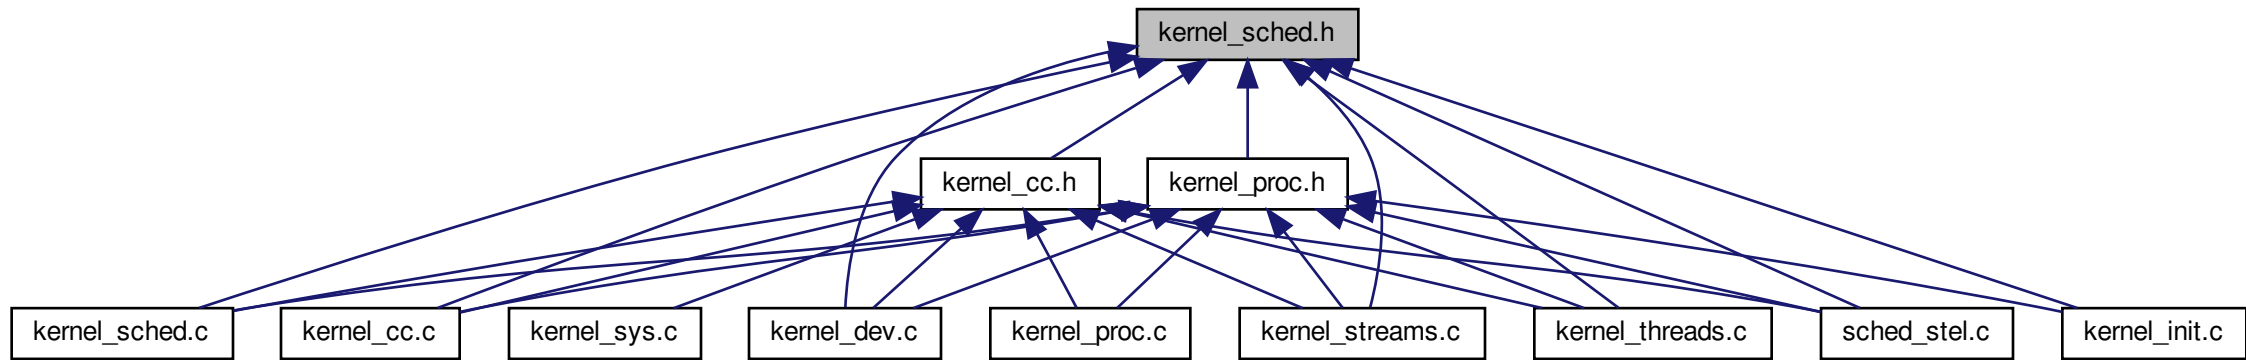 kernel_sched.h
kernel_cc.h
kernel_proc.h
kernel_sched.c
kernel_cc.c
kernel_sys.c
kernel_dev.c
kernel_proc.c
kernel_streams.c
kernel_threads.c
sched_stel.c
kernel_init.c